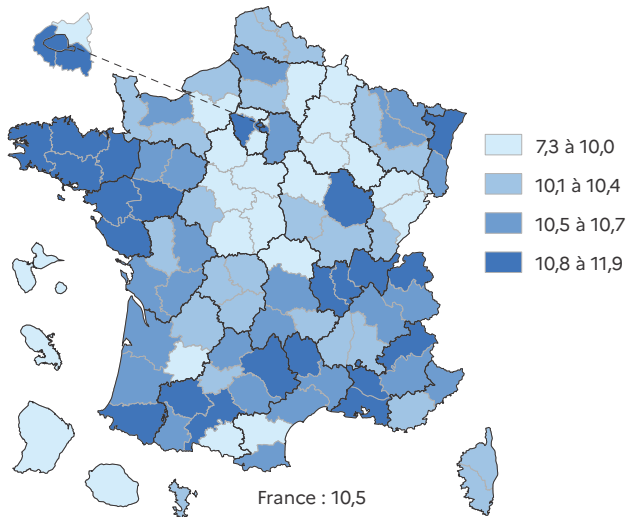 7,3 à 10,0
10,1 à 10,4
10,5 à 10,7
10,8 à 11,9
France : 10,5